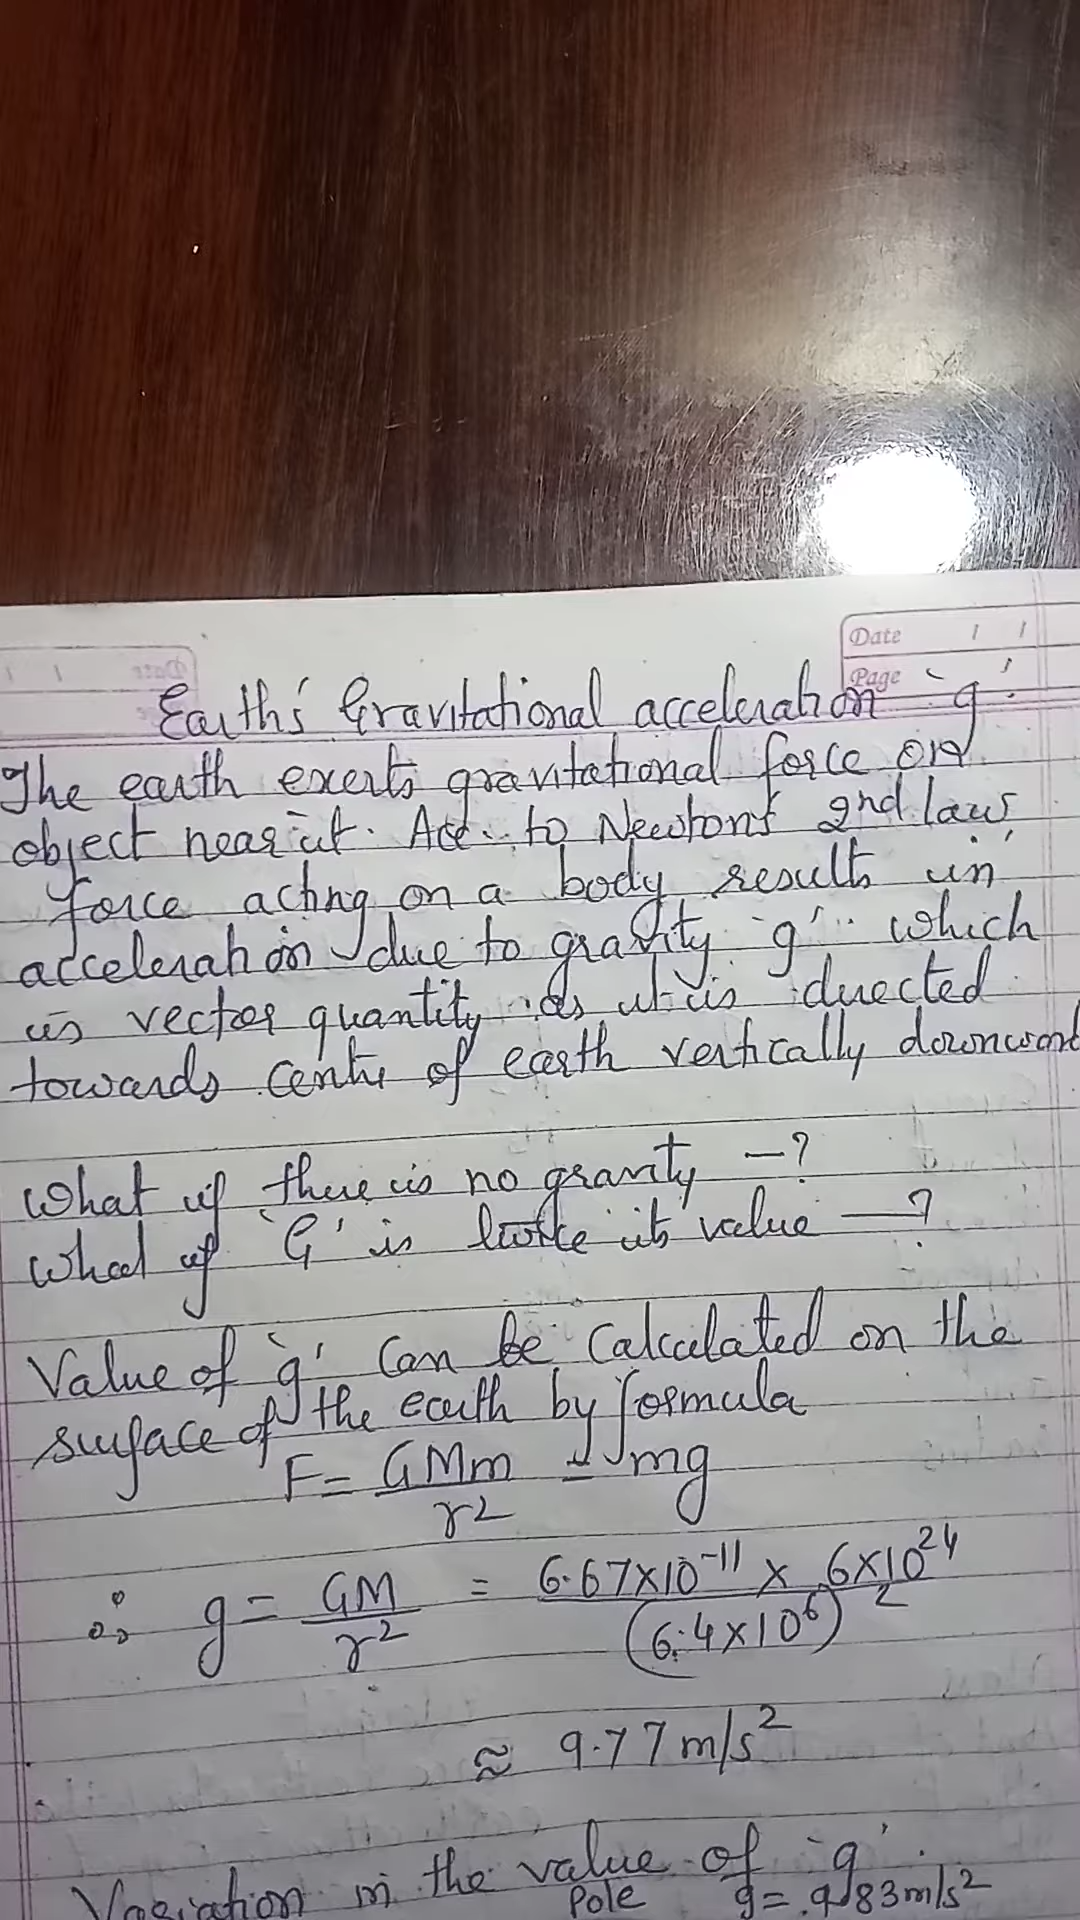 Date / /
Page
Earth's Gravitational acceleration 'g'.
The earth exerts gravitational force on
object near it. Acc. to Newton's 2nd law,
force acting on a body results in
acceleration due to gravity 'g' which
is vector quantity as it is directed
towards centre of earth vertically downward
What if there is no gravity —?
What if 'G' is twice its value —?
Value of 'g' can be calculated on the
surface of the earth by formula
F = GMm/r² = mg
∴ g = GM/r² = 6.67×10⁻¹¹ × 6×10²⁴/(6.4×10⁶)²
≈ 9.77 m/s²
Variation in the value of 'g'.
Pole g = 9.83 m/s²